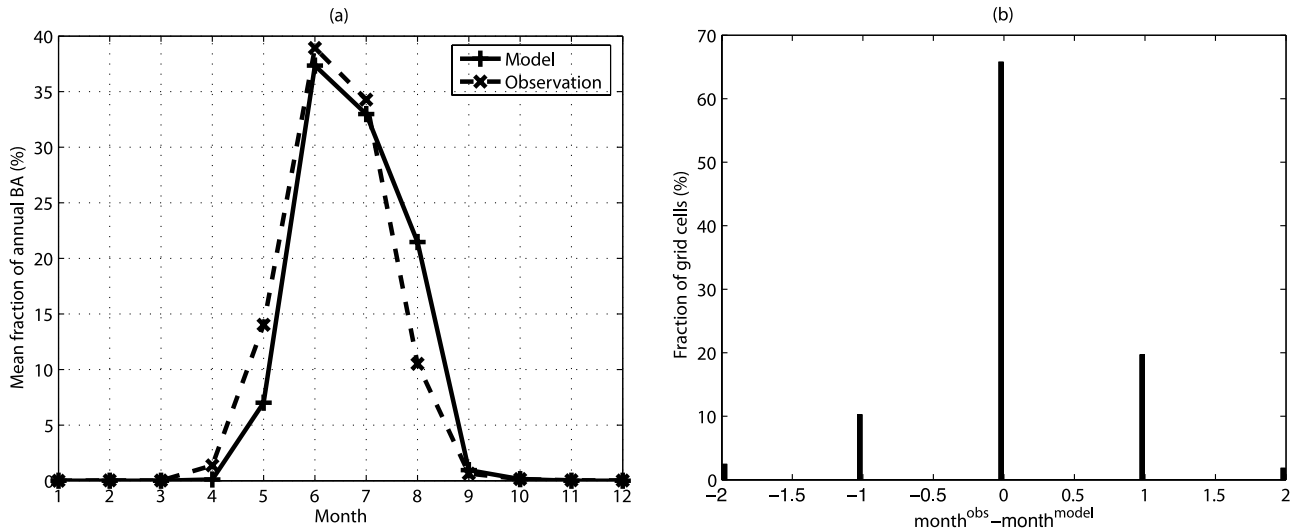 (a)
40
35
30
25
20
15
10
5
0
Mean fraction of annual BA (%)
Model
Observation
1 2 3 4 5 6 7 8 9 10 11 12
Month
(b)
70
60
50
40
30
20
10
0
Fraction of grid cells (%)
−2 −1.5 −1 −0.5 0 0.5 1 1.5 2
month^obs−month^model